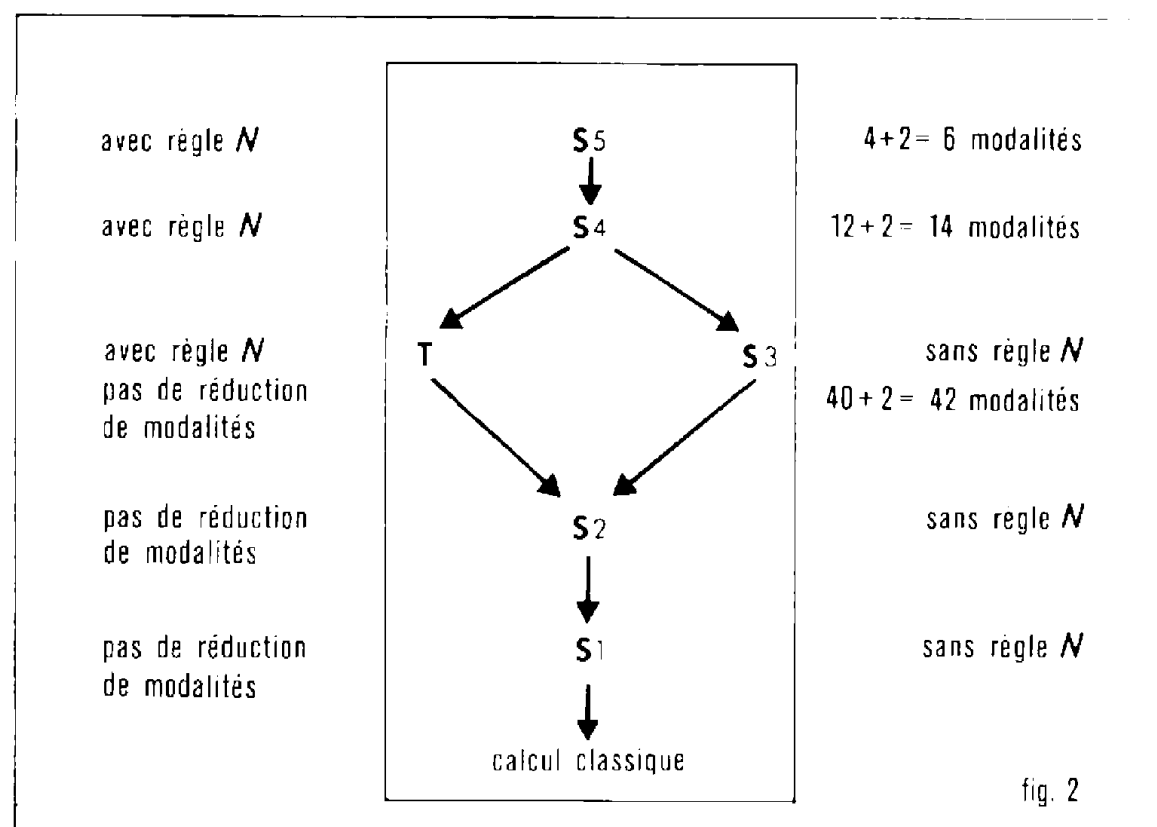 avec règle N S5 4+2= 6 modalités
avec règle N S4 12+2= 14 modalités
avec règle N T S3 sans règle N
pas de réduction 40+2= 42 modalités
de modalités
pas de réduction S2 sans règle N
de modalités
pas de réduction S1 sans règle N
de modalités
calcul classique
fig. 2